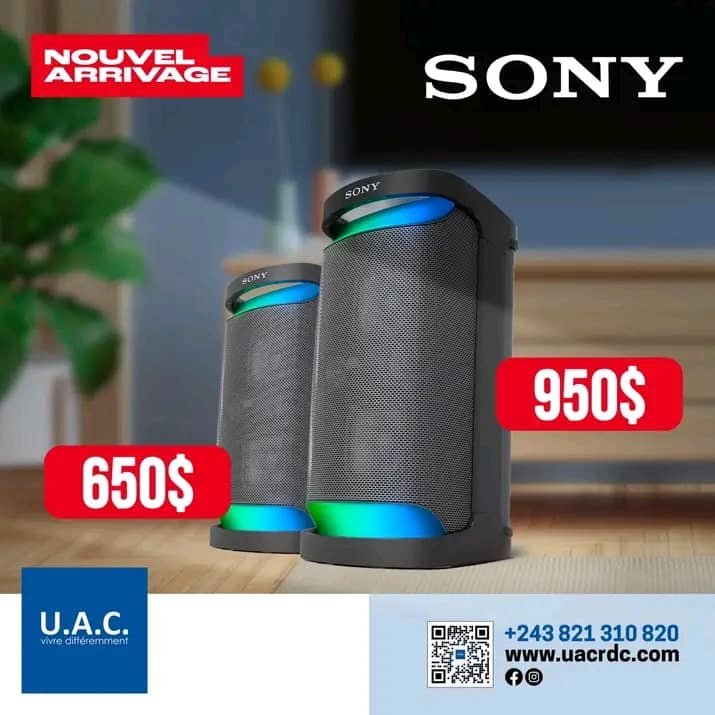 NOUVEL
ARRIVAGE
SONY
SONY
SONY
950$
650$
U.A.C.
vivre différemment
+243 821 310 820
www.uacrdc.com